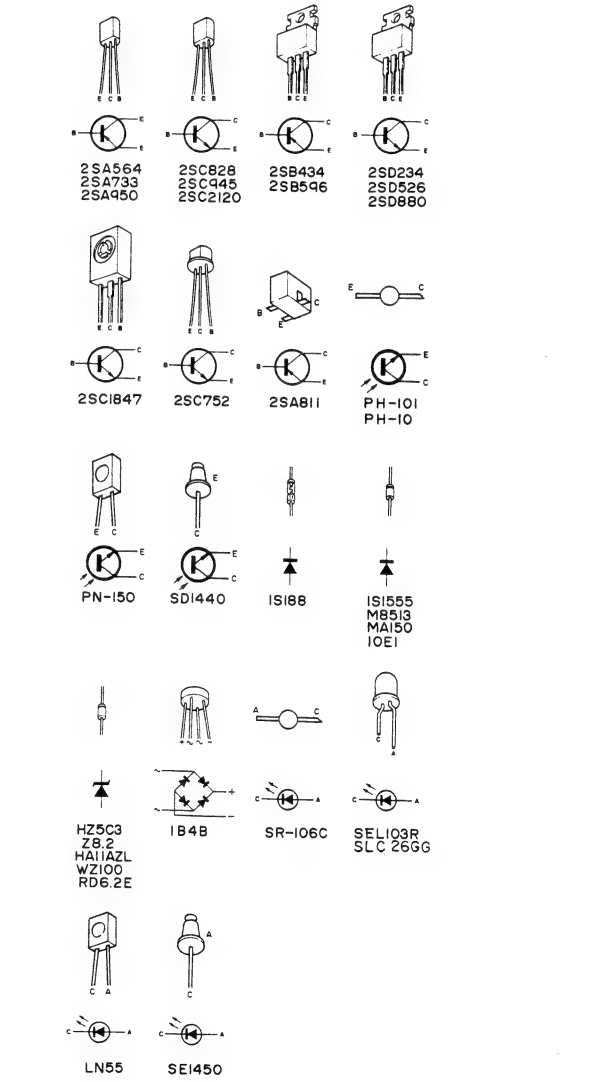 E C B
E C B
B C E
B C E
B E E
B C E
B C E
B C E
2SA564
2SA733
2SA950
2SC828
2SC945
2SC2120
2SB434
2SB596
2SD234
2SD526
2SD880
E C B
E C B
B E C
E C
B C E
B C E
B C E
E C
2SC1847
2SC752
2SA811
PH-101
PH-10
E C
E
C
E
C
E
C
PN-150
SD1440
1S188
1S1555
M8513
MA150
10E1
+ ~ ~ -
A C
C
A
~
~
+
-
C A
C A
HZ5C3
Z8.2
HA11AZL
WZ100
RD6.2E
1B4B
SR-106C
SEL103R
SLC 26GG
C A
A
C
C A
C A
LN55
SE1450